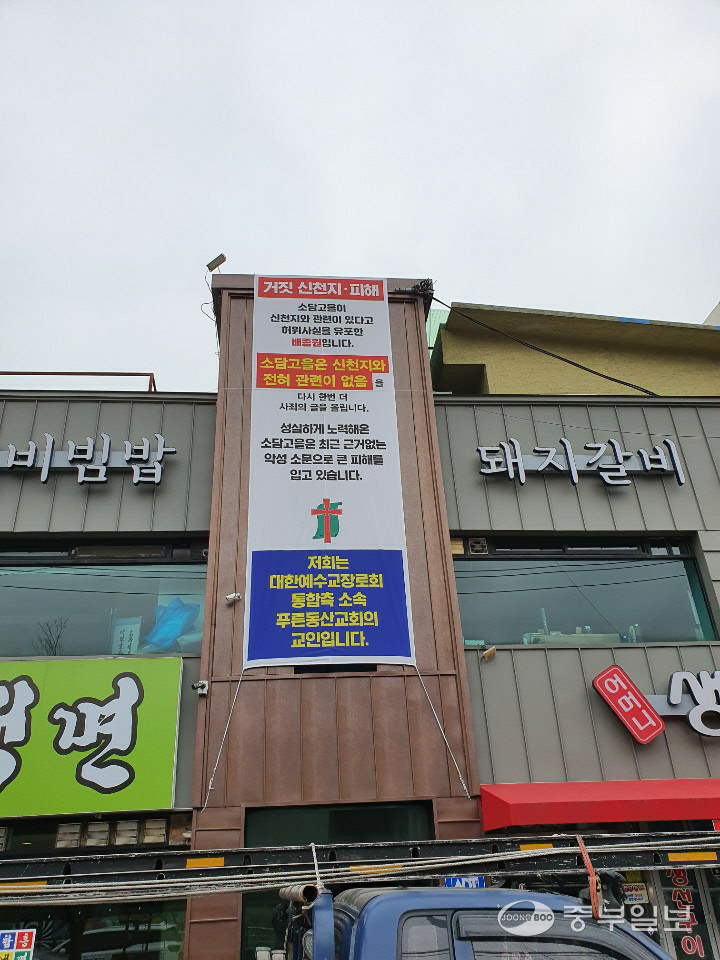 거짓 신천지·피해
소담고을이
신천지와 관련이 있다고
허위사실을 유포한
배종원입니다.
소담고을은 신천지와
전혀 관련이 없음을
다시 한번 더
사죄의 글을 올립니다.
성실하게 노력해온
소담고을은 최근 근거없는
악성 소문으로 큰 피해를
입고 있습니다.
저희는
대한예수교장로회
통합측 소속
푸른동산교회의
교인입니다.
비빔밥
돼지갈비
냉면
어머니
생
JOONGBOO 중부일보